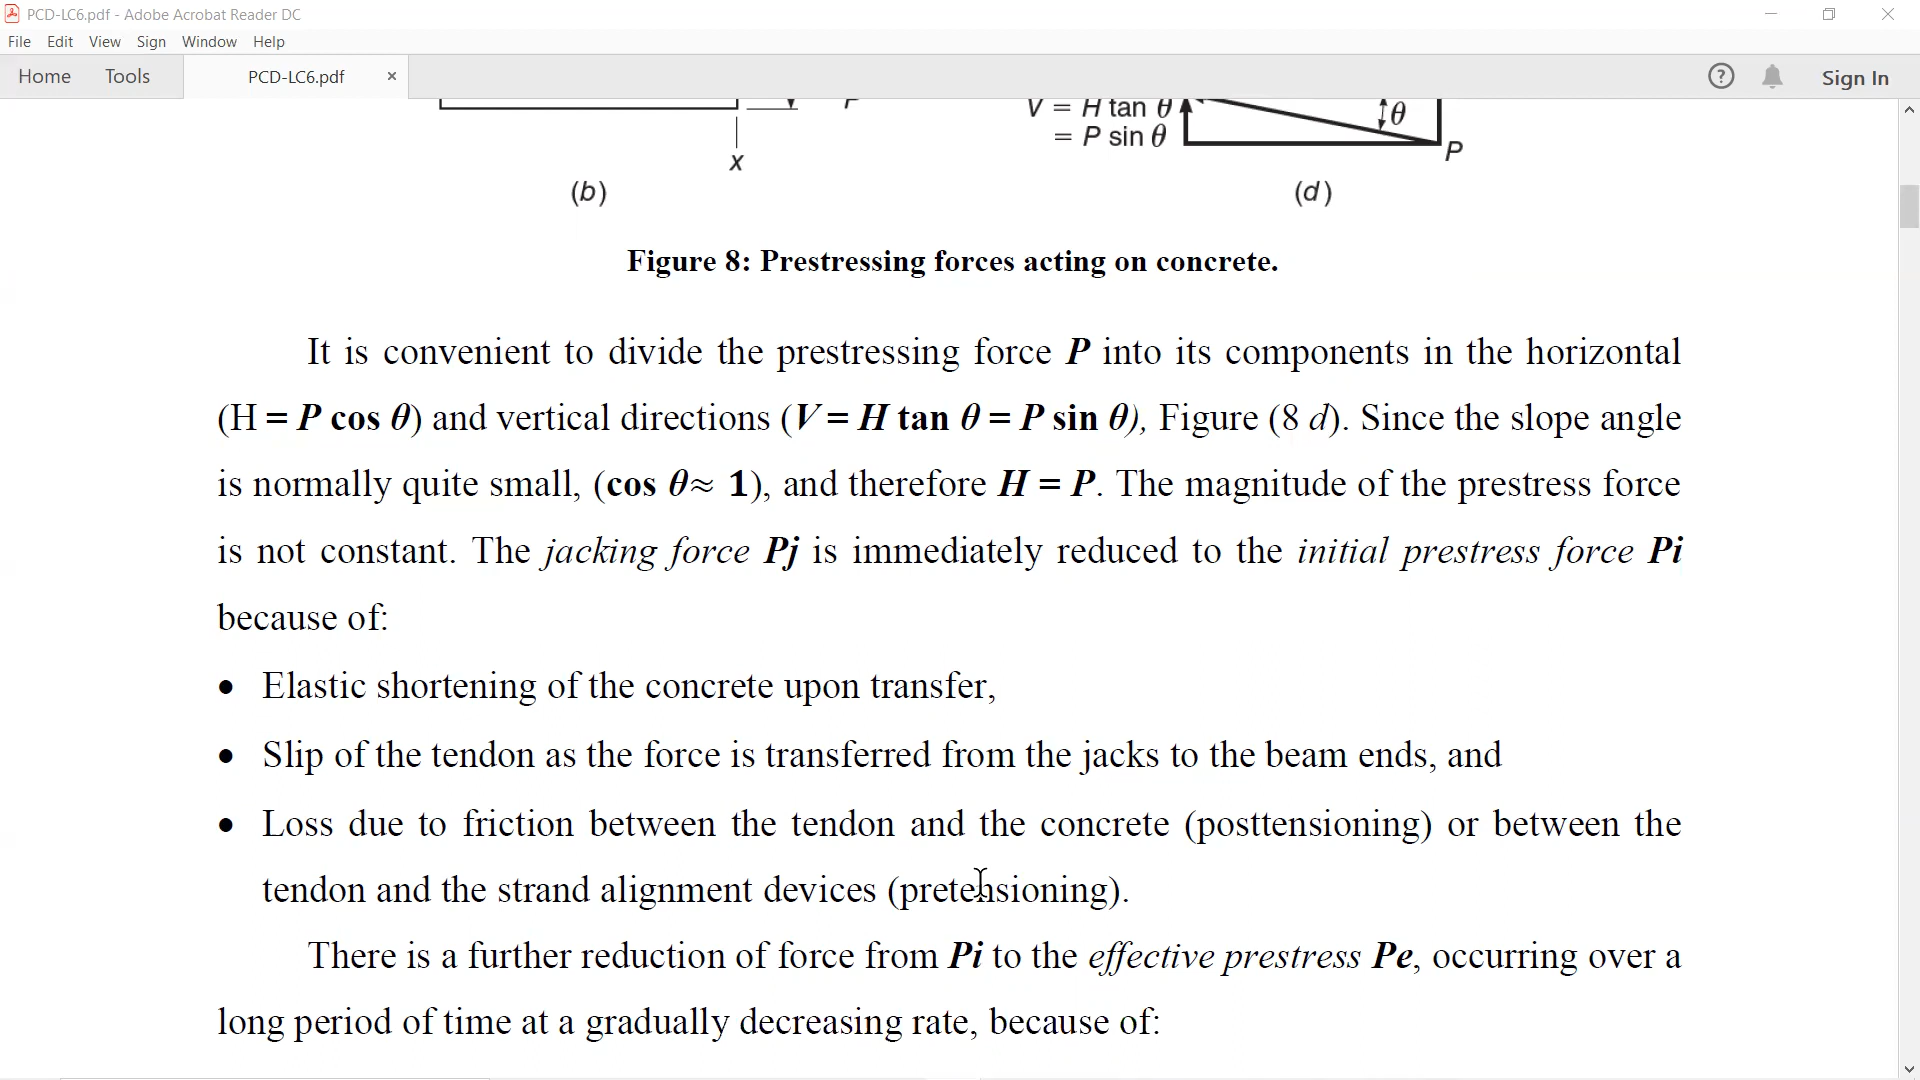 PCD-LC6.pdf - Adobe Acrobat Reader DC
File Edit View Sign Window Help
Home Tools PCD-LC6.pdf × ? Sign In
V = H tan θ
= P sin θ
θ
P
x
(b)
(d)
Figure 8: Prestressing forces acting on concrete.
It is convenient to divide the prestressing force P into its components in the horizontal
(H = P cos θ) and vertical directions (V = H tan θ = P sin θ), Figure (8 d). Since the slope angle
is normally quite small, (cos θ≈ 1), and therefore H = P. The magnitude of the prestress force
is not constant. The jacking force Pj is immediately reduced to the initial prestress force Pi
because of:
• Elastic shortening of the concrete upon transfer,
• Slip of the tendon as the force is transferred from the jacks to the beam ends, and
• Loss due to friction between the tendon and the concrete (posttensioning) or between the
tendon and the strand alignment devices (pretensioning).
There is a further reduction of force from Pi to the effective prestress Pe, occurring over a
long period of time at a gradually decreasing rate, because of: